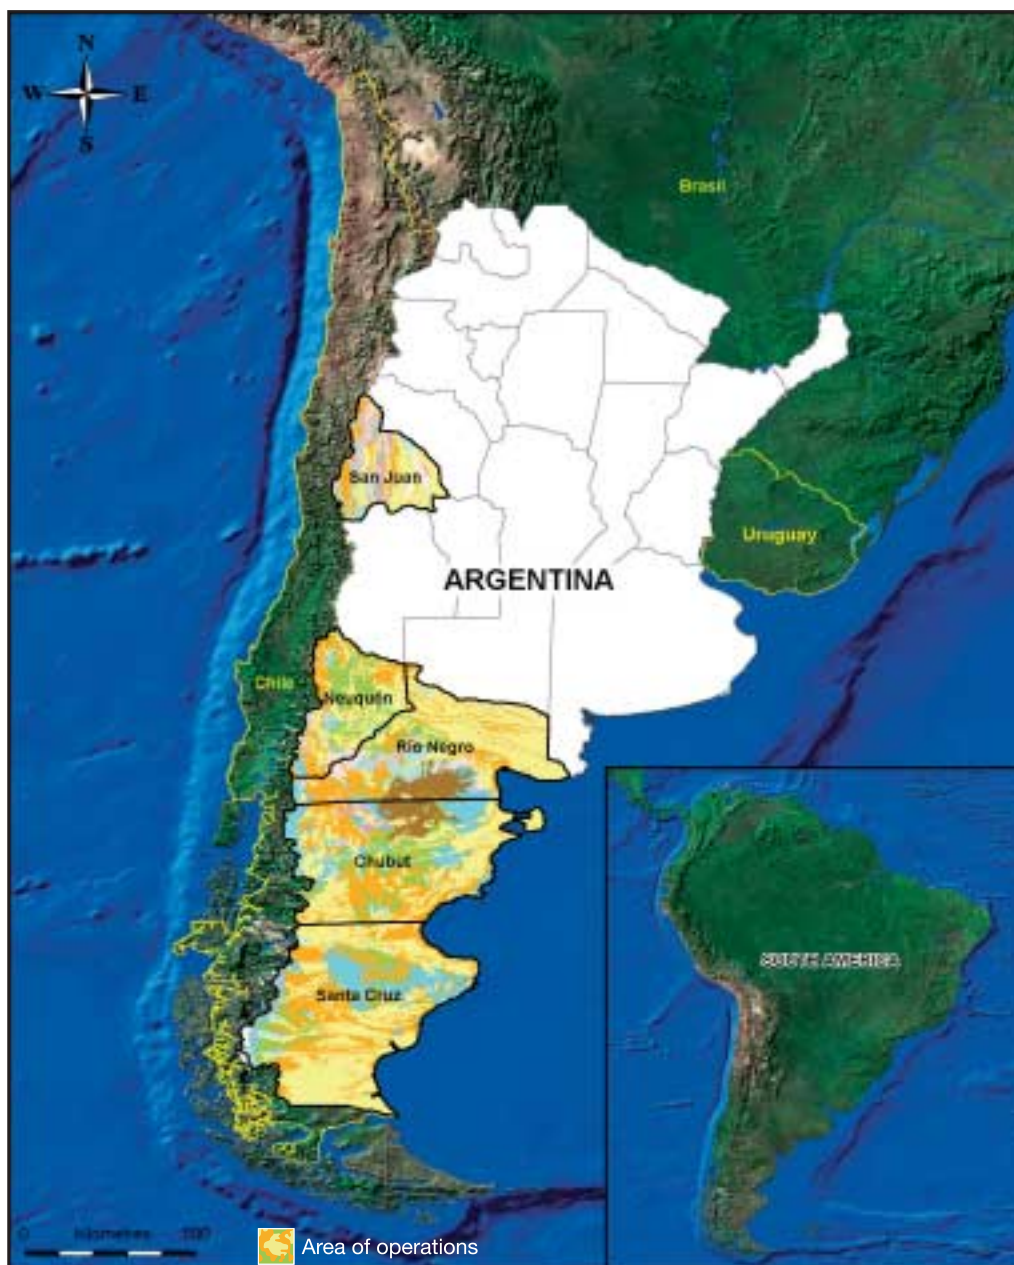 N
W E
S
Brasil
San Juan
Uruguay
ARGENTINA
Chile
Neuquén
Río Negro
Chubut
SOUTH AMERICA
Santa Cruz
0 kilometres 500
Area of operations